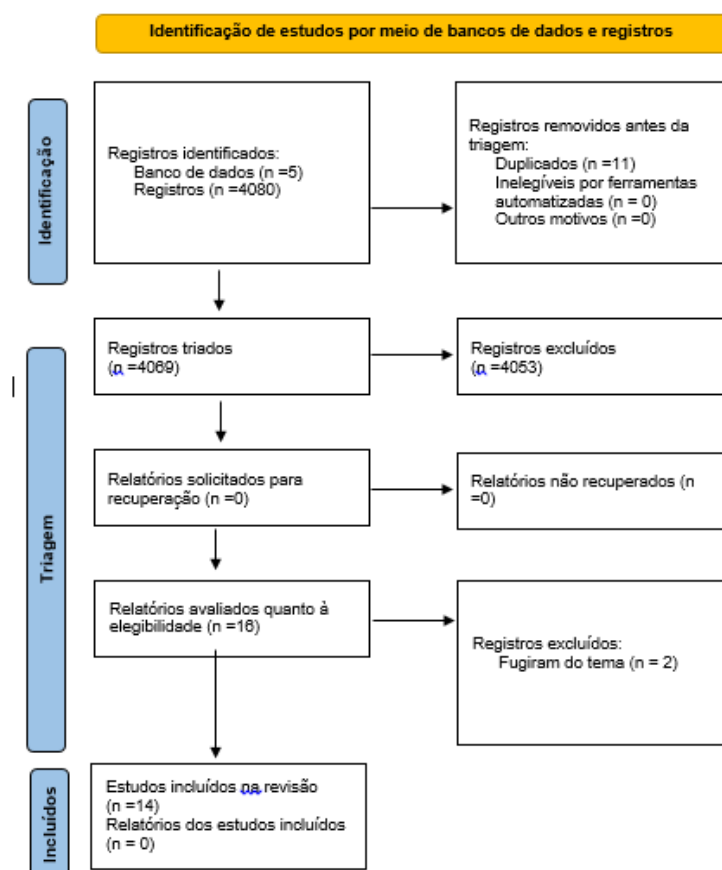 Identificação de estudos por meio de bancos de dados e registros
Identificação
Registros identificados:
Banco de dados (n =5)
Registros (n =4080)
Registros removidos antes da
triagem:
Duplicados (n =11)
Inelegíveis por ferramentas
automatizadas (n = 0)
Outros motivos (n =0)
Triagem
Registros triados
(n =4069)
Registros excluídos
(n =4053)
Relatórios solicitados para
recuperação (n =0)
Relatórios não recuperados (n
=0)
Relatórios avaliados quanto à
elegibilidade (n =16)
Registros excluídos:
Fugiram do tema (n = 2)
Incluídos
Estudos incluídos na revisão
(n =14)
Relatórios dos estudos incluídos
(n = 0)